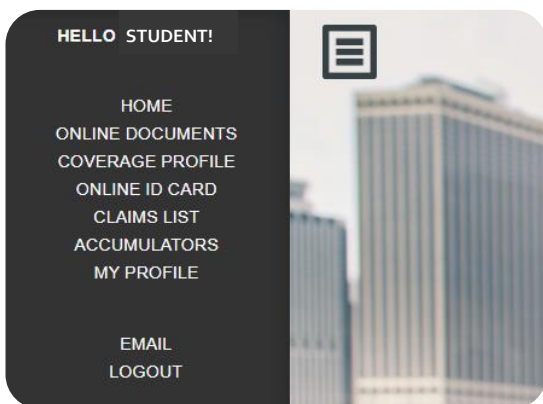 HELLO STUDENT!
HOME
ONLINE DOCUMENTS
COVERAGE PROFILE
ONLINE ID CARD
CLAIMS LIST
ACCUMULATORS
MY PROFILE
EMAIL
LOGOUT